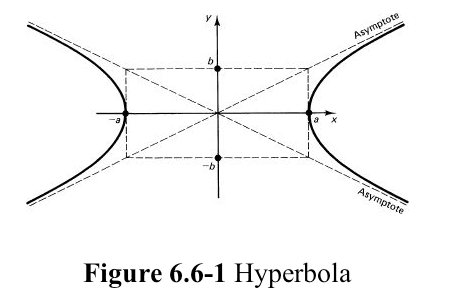 y
Asymptote
b
-a
a
x
-b
Asymptote
Figure 6.6-1 Hyperbola